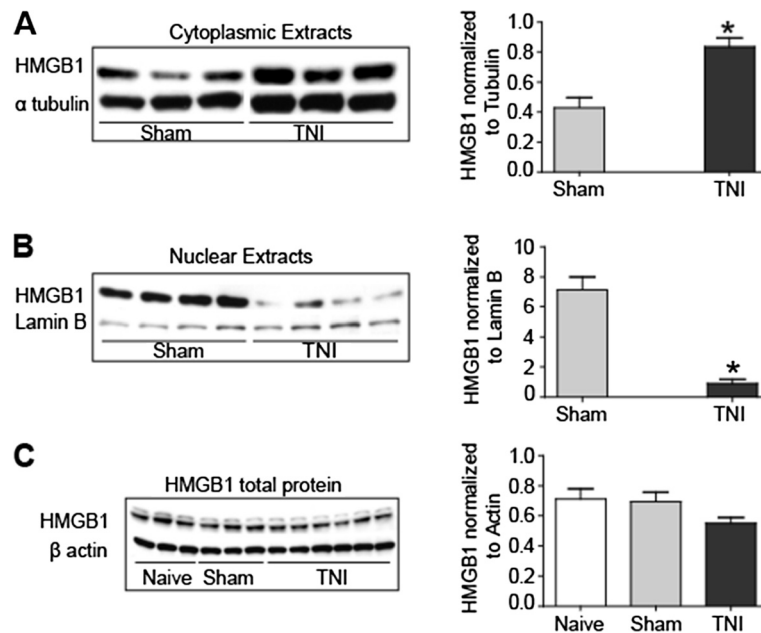 A
Cytoplasmic Extracts
HMGB1
α tubulin
Sham TNI
HMGB1 normalized
to Tubulin
1.0
0.8
0.6
0.4
0.2
0.0
*
Sham TNI
B
Nuclear Extracts
HMGB1
Lamin B
Sham TNI
HMGB1 normalized
to Lamin B
10
8
6
4
2
0
*
Sham TNI
C
HMGB1 total protein
HMGB1
β actin
Naive Sham TNI
HMGB1 normalized
to Actin
1.0
0.8
0.6
0.4
0.2
0.0
Naive Sham TNI